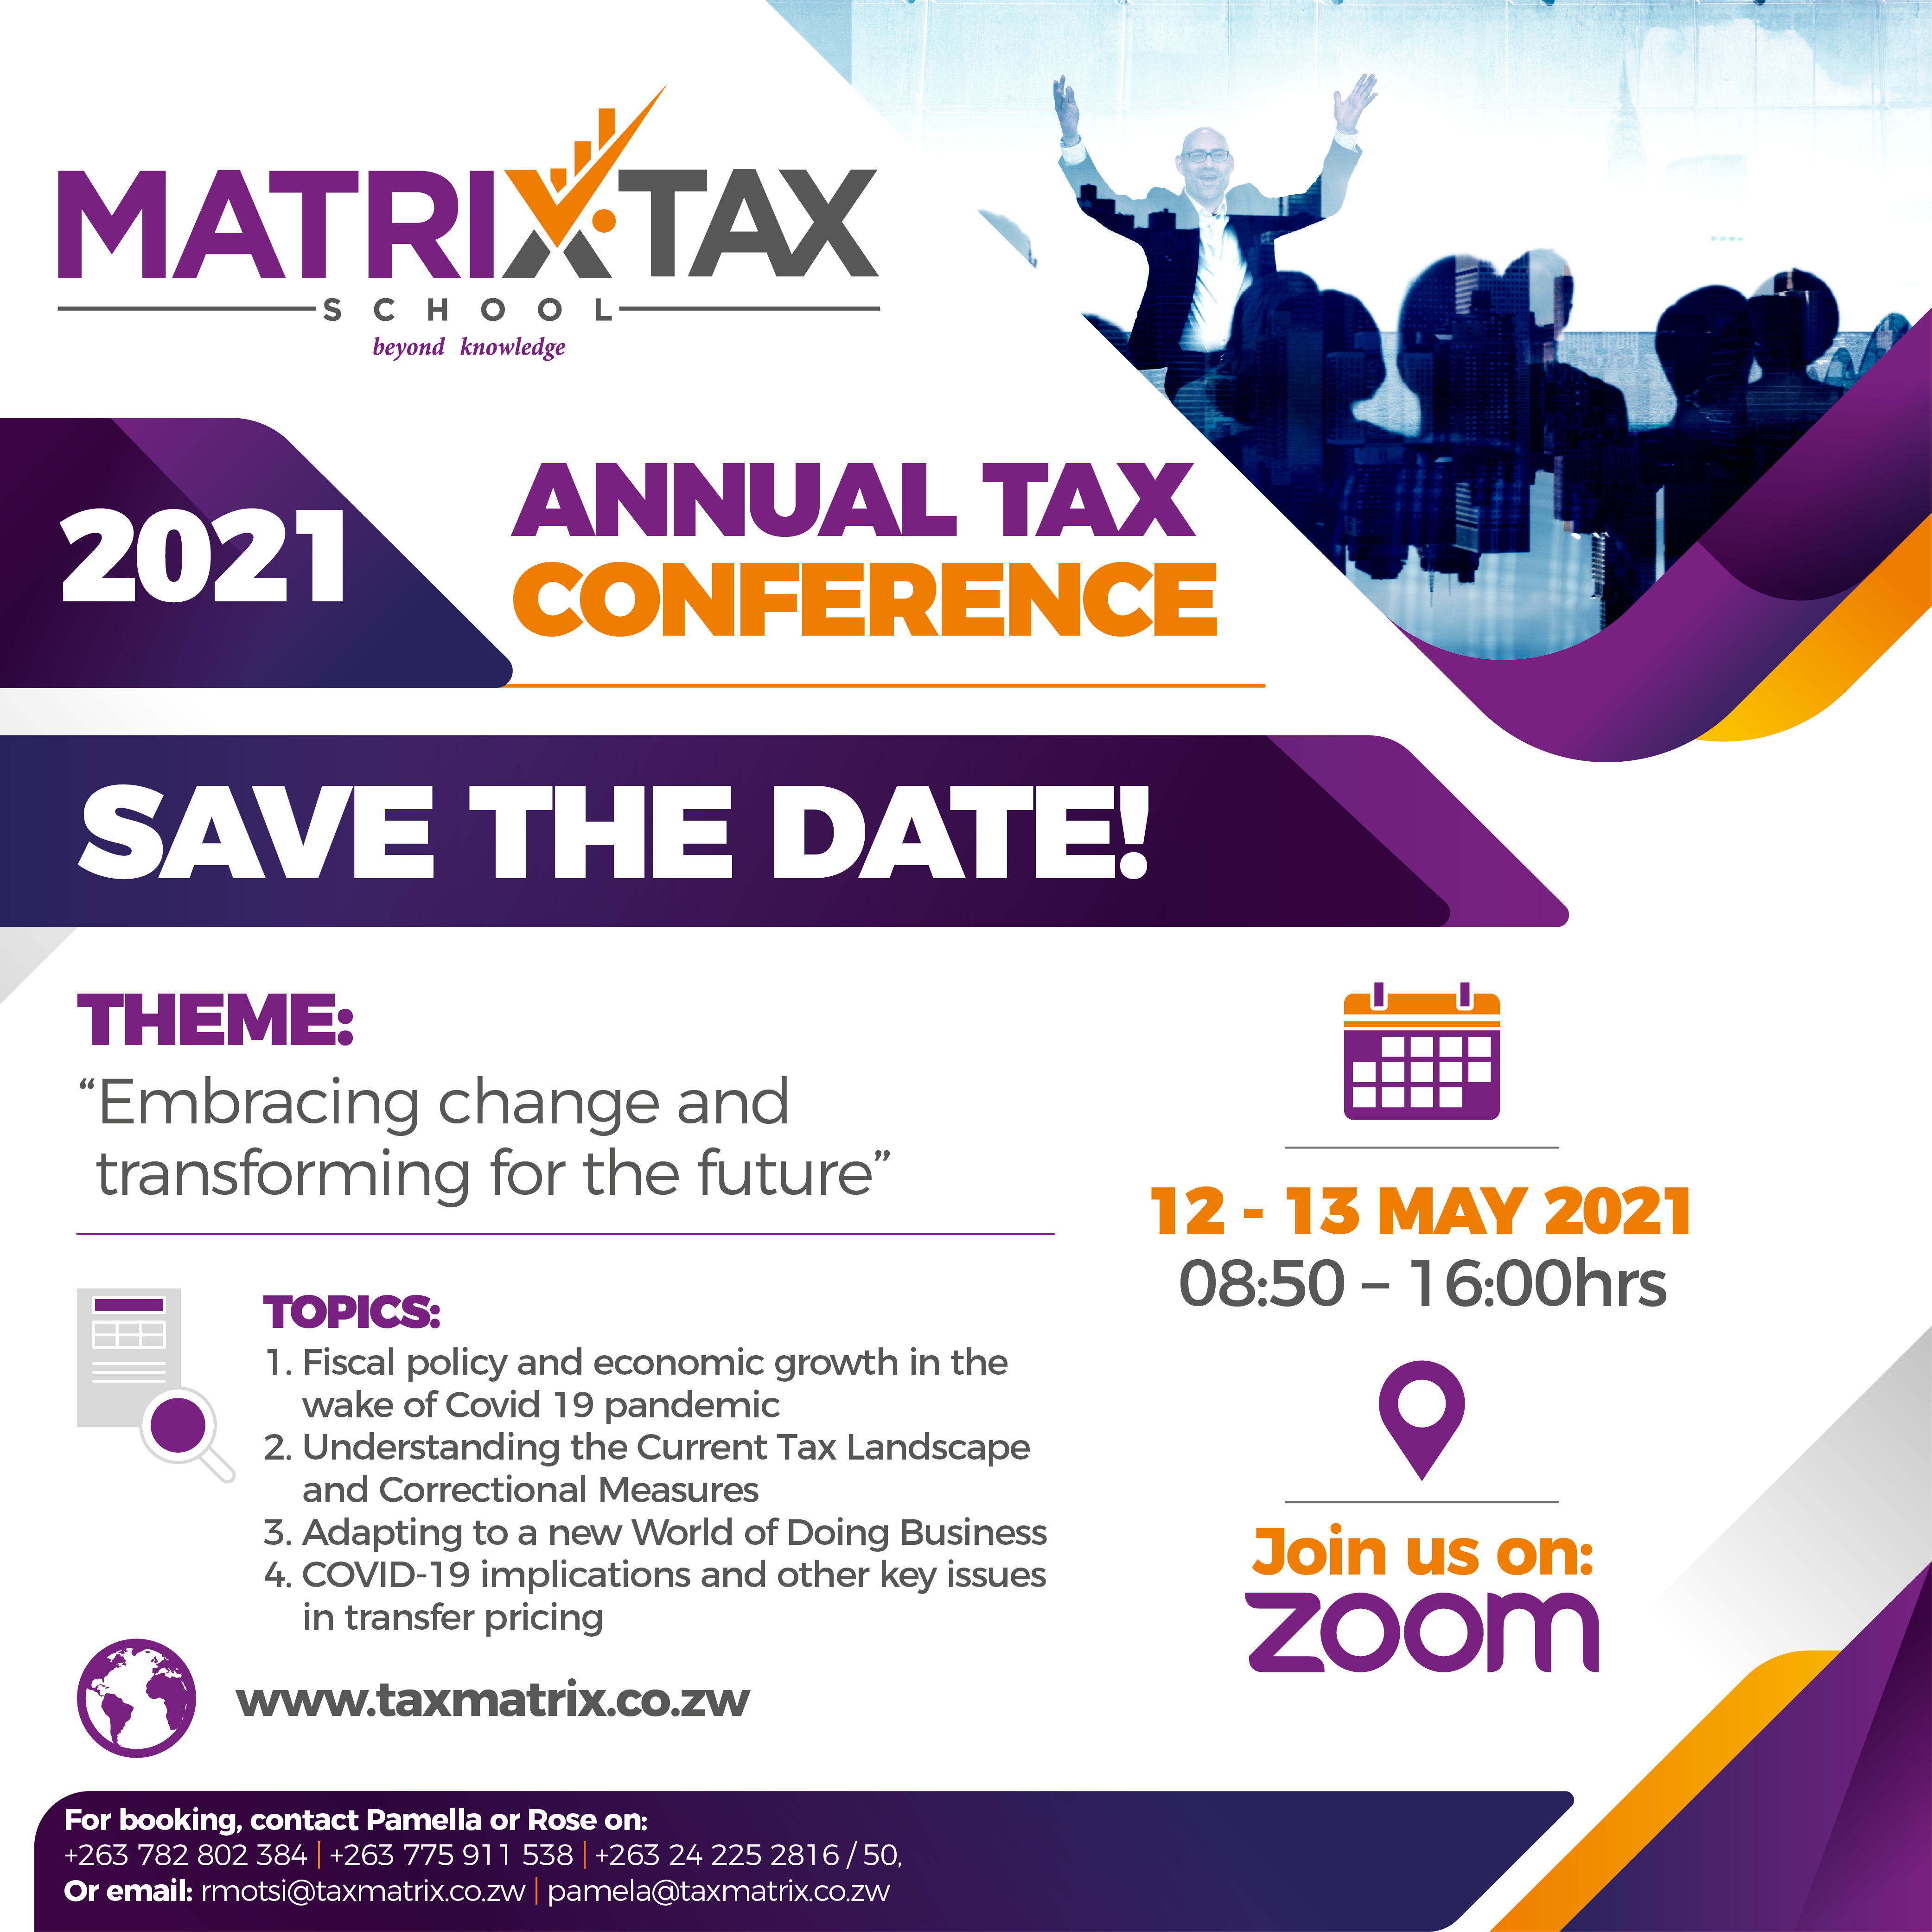 MATRIX TAX
SCHOOL
beyond knowledge
2021
ANNUAL TAX
CONFERENCE
SAVE THE DATE!
THEME:
“Embracing change and
transforming for the future”
TOPICS:
1. Fiscal policy and economic growth in the
wake of Covid 19 pandemic
2. Understanding the Current Tax Landscape
and Correctional Measures
3. Adapting to a new World of Doing Business
4. COVID-19 implications and other key issues
in transfer pricing
www.taxmatrix.co.zw
12 - 13 MAY 2021
08:50 – 16:00hrs
Join us on:
zoom
For booking, contact Pamella or Rose on:
+263 782 802 384 | +263 775 911 538 | +263 24 225 2816 / 50,
Or email: rmotsi@taxmatrix.co.zw | pamela@taxmatrix.co.zw